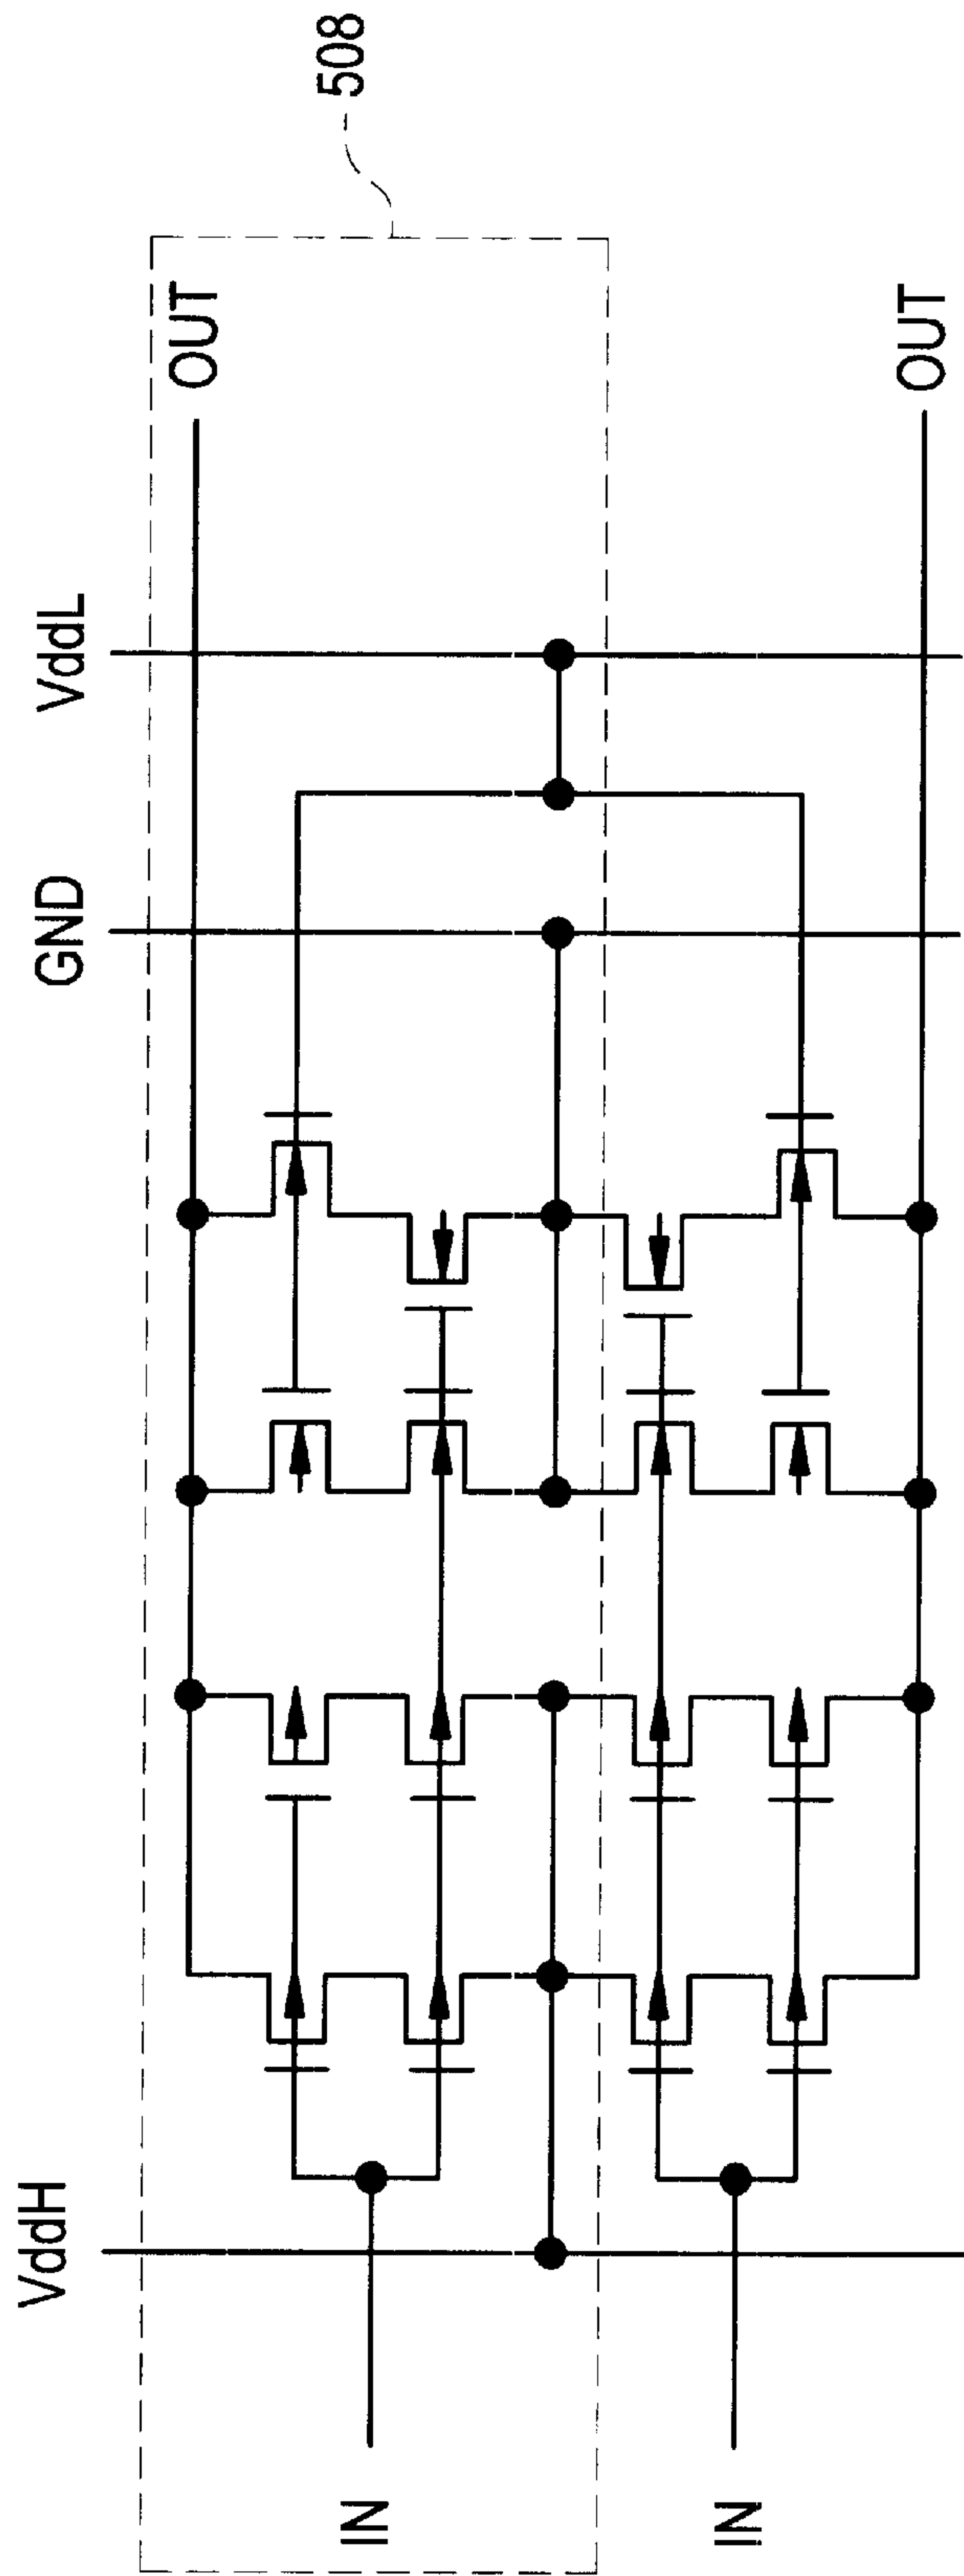 508
OUT
OUT
VddL
GND
VddH
IN
IN